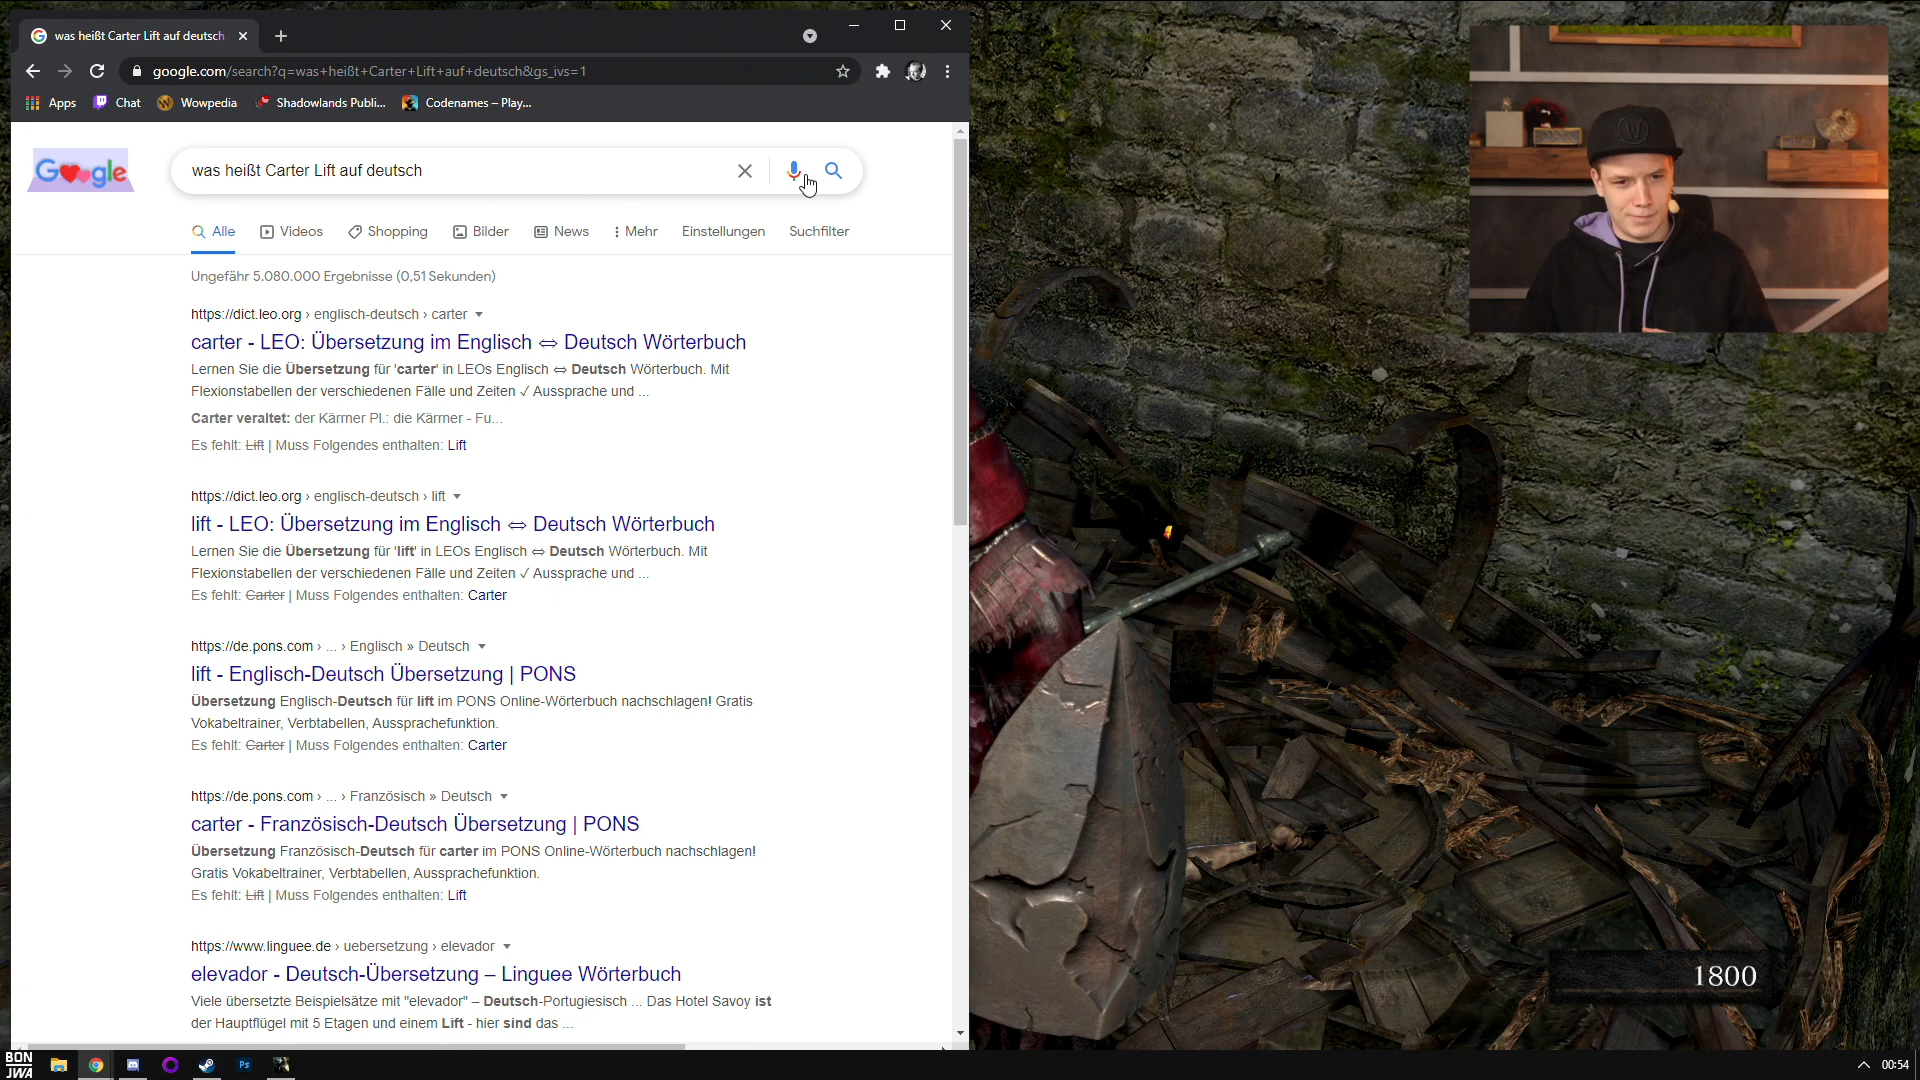 was heißt Carter Lift auf deutsch
google.com/search?q=was+heißt+Carter+Lift+auf+deutsch&gs_ivs=1
Apps Chat Wowpedia Shadowlands Publi... Codenames – Play...
Google
was heißt Carter Lift auf deutsch
Alle Videos Shopping Bilder News Mehr Einstellungen Suchfilter
Ungefähr 5.080.000 Ergebnisse (0,51 Sekunden)
https://dict.leo.org › englisch-deutsch › carter
carter - LEO: Übersetzung im Englisch ⇔ Deutsch Wörterbuch
Lernen Sie die Übersetzung für 'carter' in LEOs Englisch ⇔ Deutsch Wörterbuch. Mit
Flexionstabellen der verschiedenen Fälle und Zeiten ✓ Aussprache und ...
Carter veraltet: der Kärrner Pl.: die Kärrner - Fu...
Es fehlt: Lift | Muss Folgendes enthalten: Lift
https://dict.leo.org › englisch-deutsch › lift
lift - LEO: Übersetzung im Englisch ⇔ Deutsch Wörterbuch
Lernen Sie die Übersetzung für 'lift' in LEOs Englisch ⇔ Deutsch Wörterbuch. Mit
Flexionstabellen der verschiedenen Fälle und Zeiten ✓ Aussprache und ...
Es fehlt: Carter | Muss Folgendes enthalten: Carter
https://de.pons.com › ... › Englisch » Deutsch
lift - Englisch-Deutsch Übersetzung | PONS
Übersetzung Englisch-Deutsch für lift im PONS Online-Wörterbuch nachschlagen! Gratis
Vokabeltrainer, Verbtabellen, Aussprachefunktion.
Es fehlt: Carter | Muss Folgendes enthalten: Carter
https://de.pons.com › ... › Französisch » Deutsch
carter - Französisch-Deutsch Übersetzung | PONS
Übersetzung Französisch-Deutsch für carter im PONS Online-Wörterbuch nachschlagen!
Gratis Vokabeltrainer, Verbtabellen, Aussprachefunktion.
Es fehlt: Lift | Muss Folgendes enthalten: Lift
https://www.linguee.de › uebersetzung › elevador
elevador - Deutsch-Übersetzung – Linguee Wörterbuch
Viele übersetzte Beispielsätze mit "elevador" – Deutsch-Portugiesisch ... Das Hotel Savoy ist
der Hauptflügel mit 5 Etagen und einem Lift - hier sind das ...
1800
BON
JWA
Ps
00:54